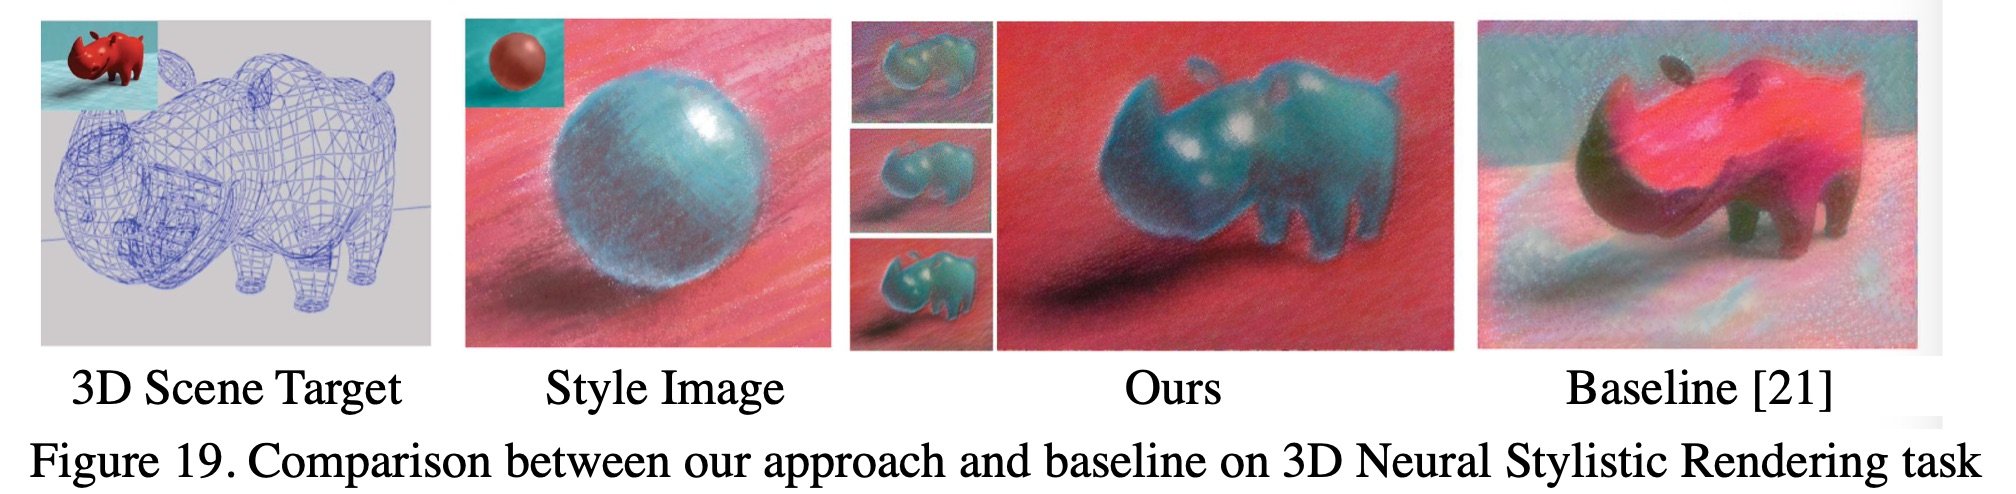 3D Scene Target
Style Image
Ours
Baseline [21]
Figure 19. Comparison between our approach and baseline on 3D Neural Stylistic Rendering task